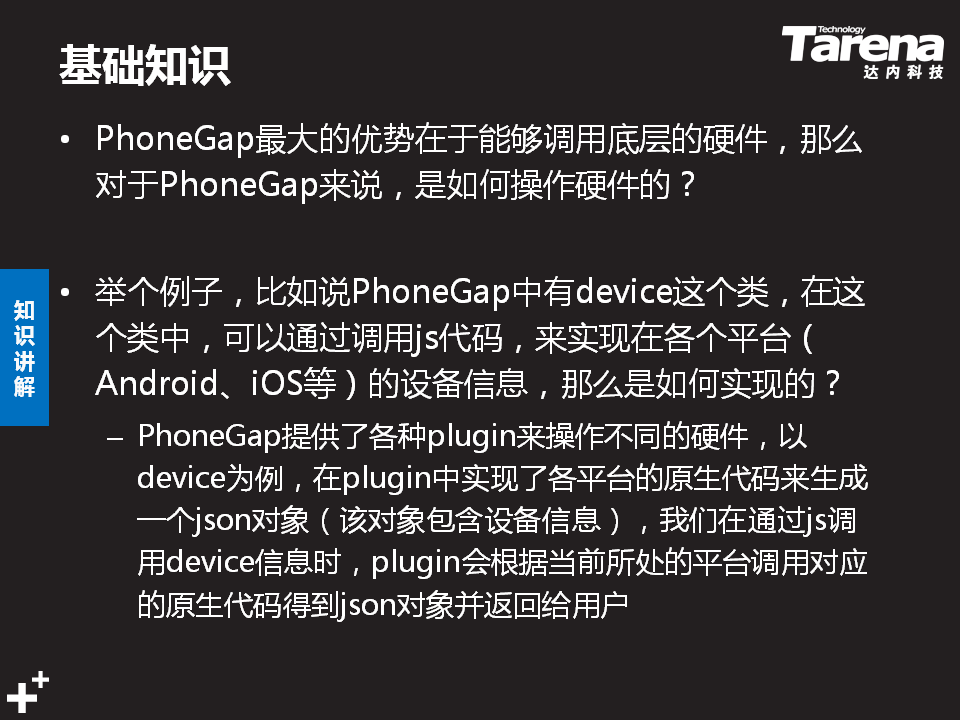 基础知识
Technology
Tarena
达内科技
• PhoneGap最大的优势在于能够调用底层的硬件，那么
对于PhoneGap来说，是如何操作硬件的？
• 举个例子，比如说PhoneGap中有device这个类，在这
个类中，可以通过调用js代码，来实现在各个平台（
Android、iOS等）的设备信息，那么是如何实现的？
– PhoneGap提供了各种plugin来操作不同的硬件，以
device为例，在plugin中实现了各平台的原生代码来生成
一个json对象（该对象包含设备信息），我们在通过js调
用device信息时，plugin会根据当前所处的平台调用对应
的原生代码得到json对象并返回给用户
知
识
讲
解